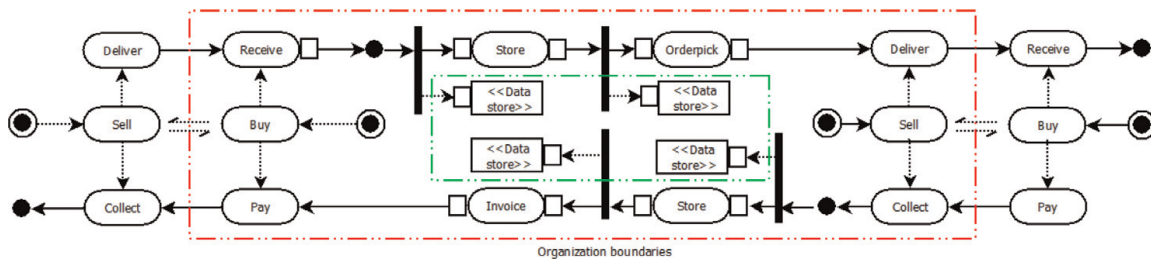 Deliver
Receive
Store
Orderpick
Deliver
Receive
<<Data
store>>
<<Data
store>>
Sell
Buy
Sell
Buy
<<Data
store>>
<<Data
store>>
Collect
Pay
Invoice
Store
Collect
Pay
Organization boundaries